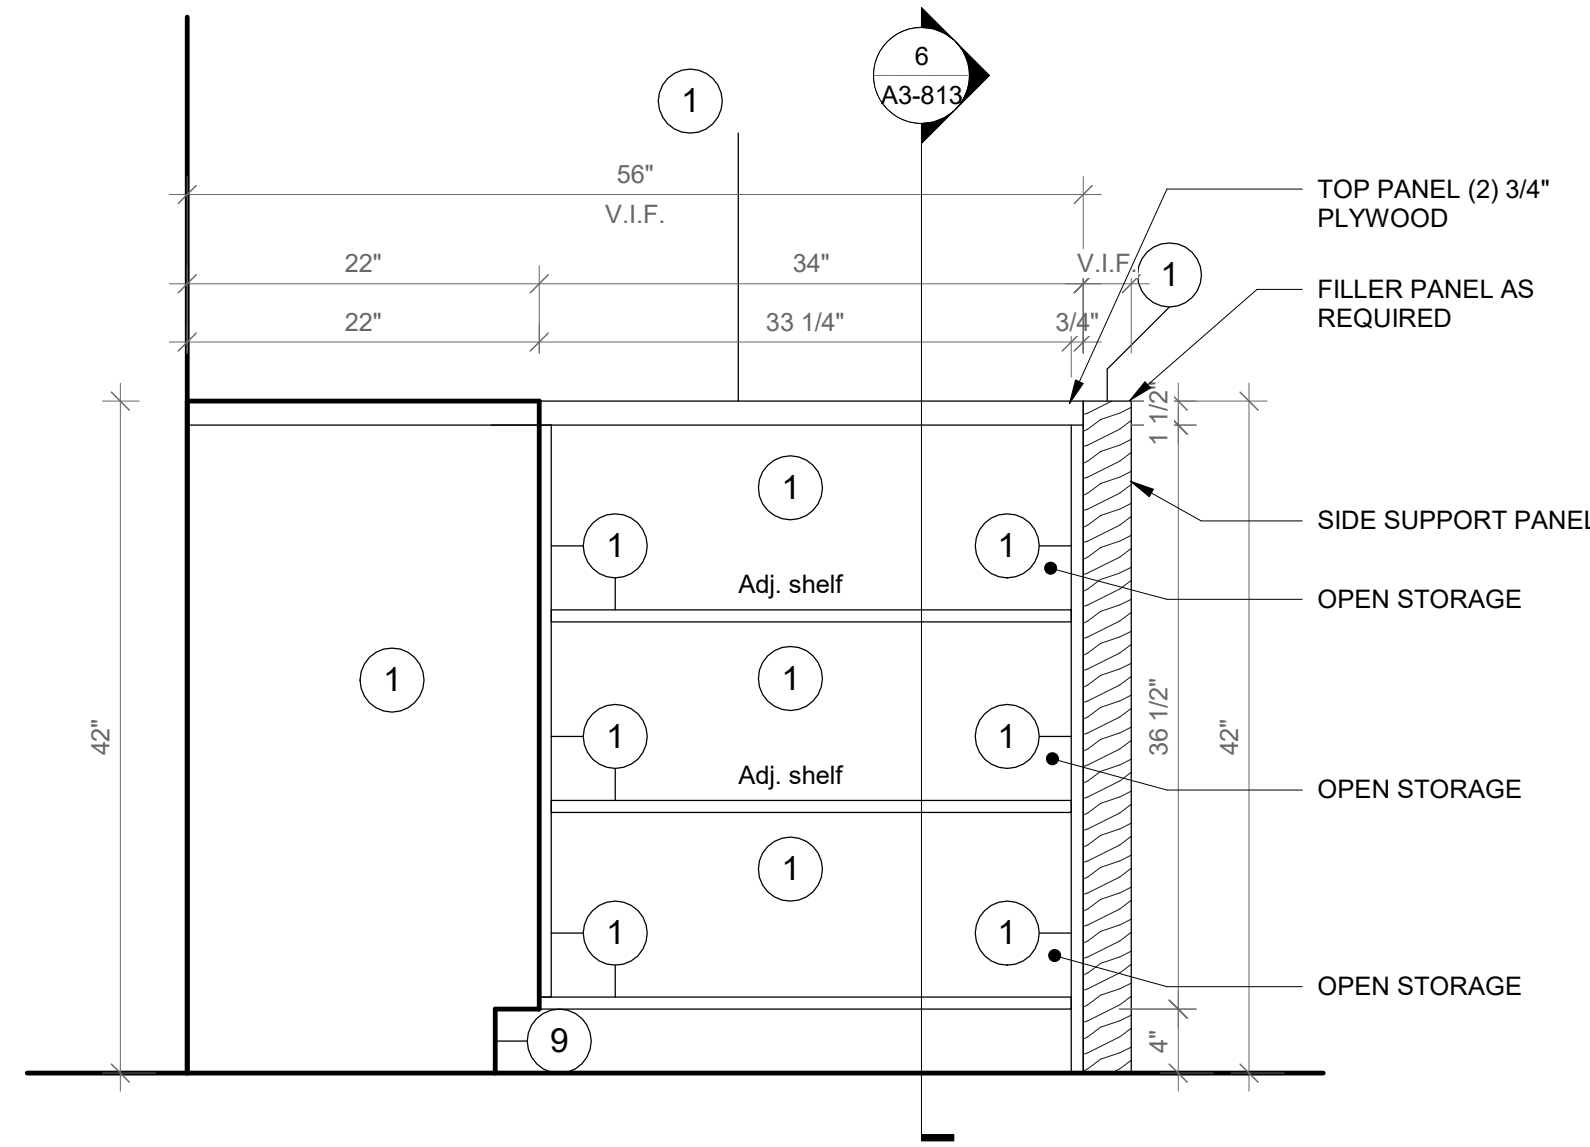 6
A3-813
1
56"
V.I.F.
TOP PANEL (2) 3/4"
PLYWOOD
22"
34"
V.I.F.
1
FILLER PANEL AS
REQUIRED
22"
33 1/4"
3/4"
1 1/2"
1
SIDE SUPPORT PANEL
1
1
Adj. shelf
OPEN STORAGE
1
1
42"
36 1/2"
42"
1
1
Adj. shelf
OPEN STORAGE
1
1
1
OPEN STORAGE
9
4"